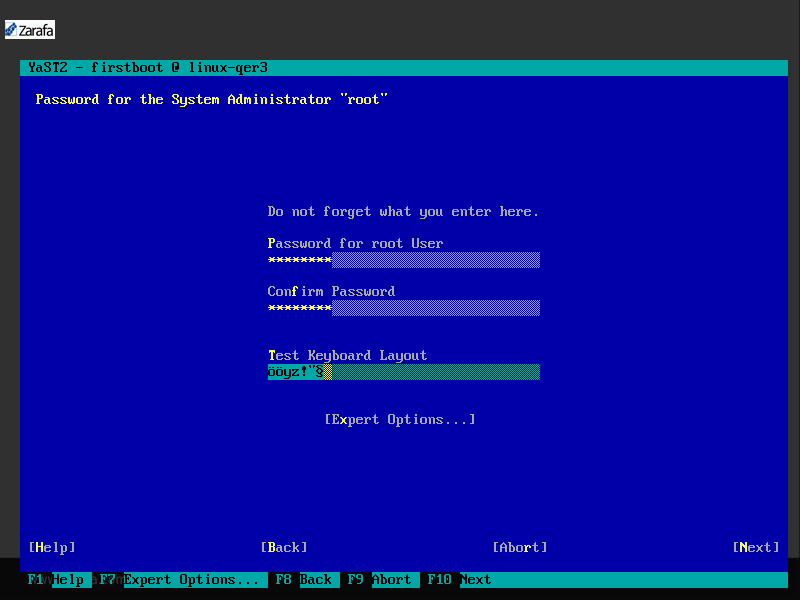 Zarafa
YaST2 - firstboot @ linux-qer3
Password for the System Administrator "root"
Do not forget what you enter here.
Password for root User
********
Confirm Password
********
Test Keyboard Layout
ööyz!"§
[Expert Options...]
[Help] [Back] [Abort] [Next]
F1 Help F7 Expert Options... F8 Back F9 Abort F10 Next